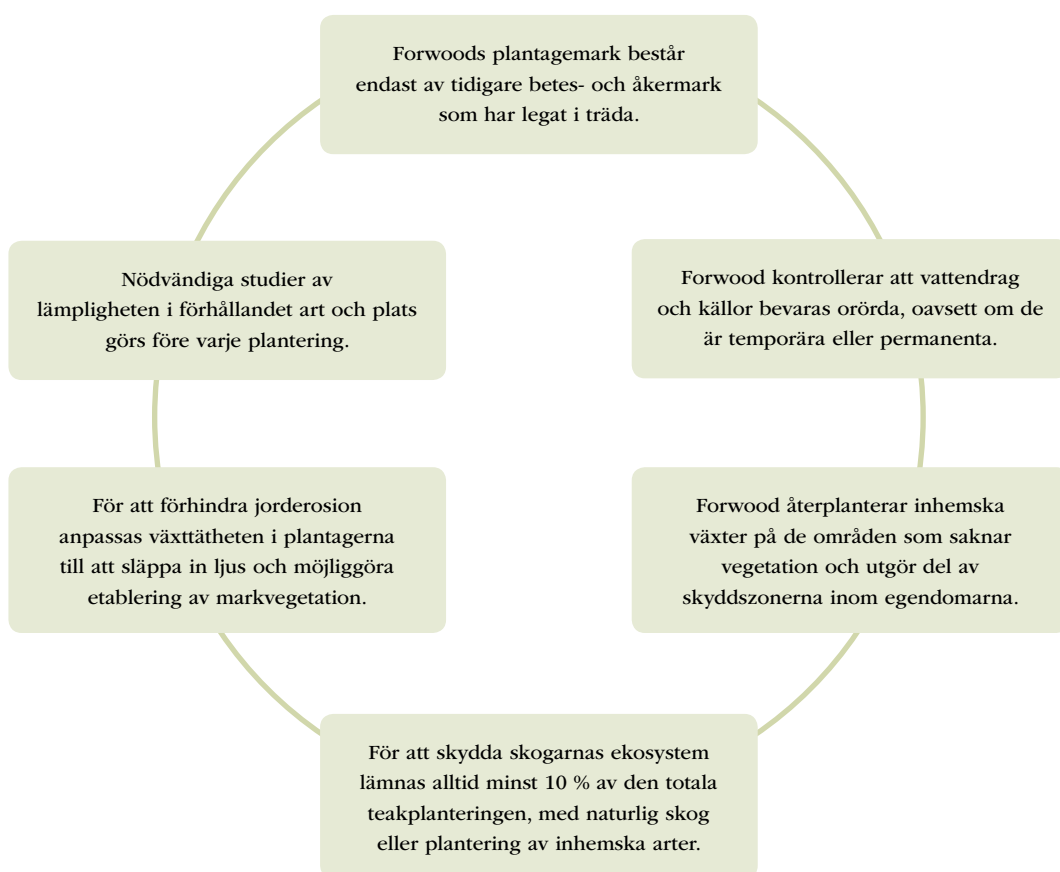 Forwoods plantagemark består
endast av tidigare betes- och åkermark
som har legat i träda.
Nödvändiga studier av
lämpligheten i förhållandet art och plats
görs före varje plantering.
Forwood kontrollerar att vattendrag
och källor bevaras orörda, oavsett om de
är temporära eller permanenta.
För att förhindra jorderosion
anpassas växttätheten i plantagerna
till att släppa in ljus och möjliggöra
etablering av markvegetation.
Forwood återplanterar inhemska
växter på de områden som saknar
vegetation och utgör del av
skyddszonerna inom egendomarna.
För att skydda skogarnas ekosystem
lämnas alltid minst 10 % av den totala
teakplanteringen, med naturlig skog
eller plantering av inhemska arter.